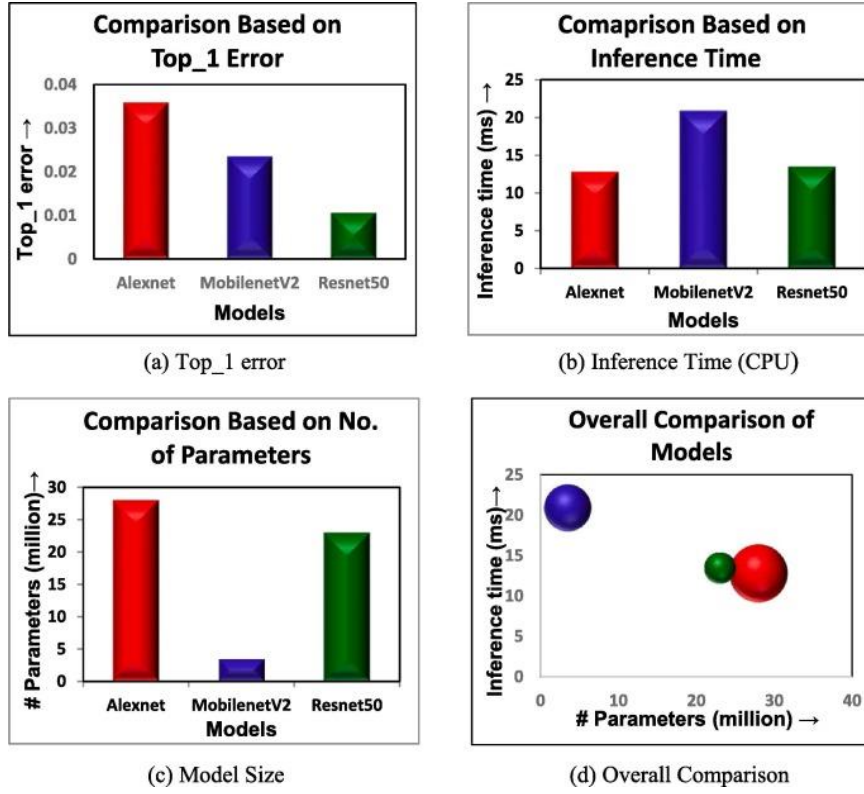 Comparison Based on
Top_1 Error
Top_1 error →
0.04
0.03
0.02
0.01
0
Alexnet MobilenetV2 Resnet50
Models
(a) Top_1 error
Comaprison Based on
Inference Time
Inference time (ms) →
25
20
15
10
5
0
Alexnet MobilenetV2 Resnet50
Models
(b) Inference Time (CPU)
Comparison Based on No.
of Parameters
# Parameters (million)→
30
25
20
15
10
5
0
Alexnet MobilenetV2 Resnet50
Models
(c) Model Size
Overall Comparison of
Models
Inference time (ms)→
25
20
15
10
5
0
0 10 20 30 40
# Parameters (million) →
(d) Overall Comparison